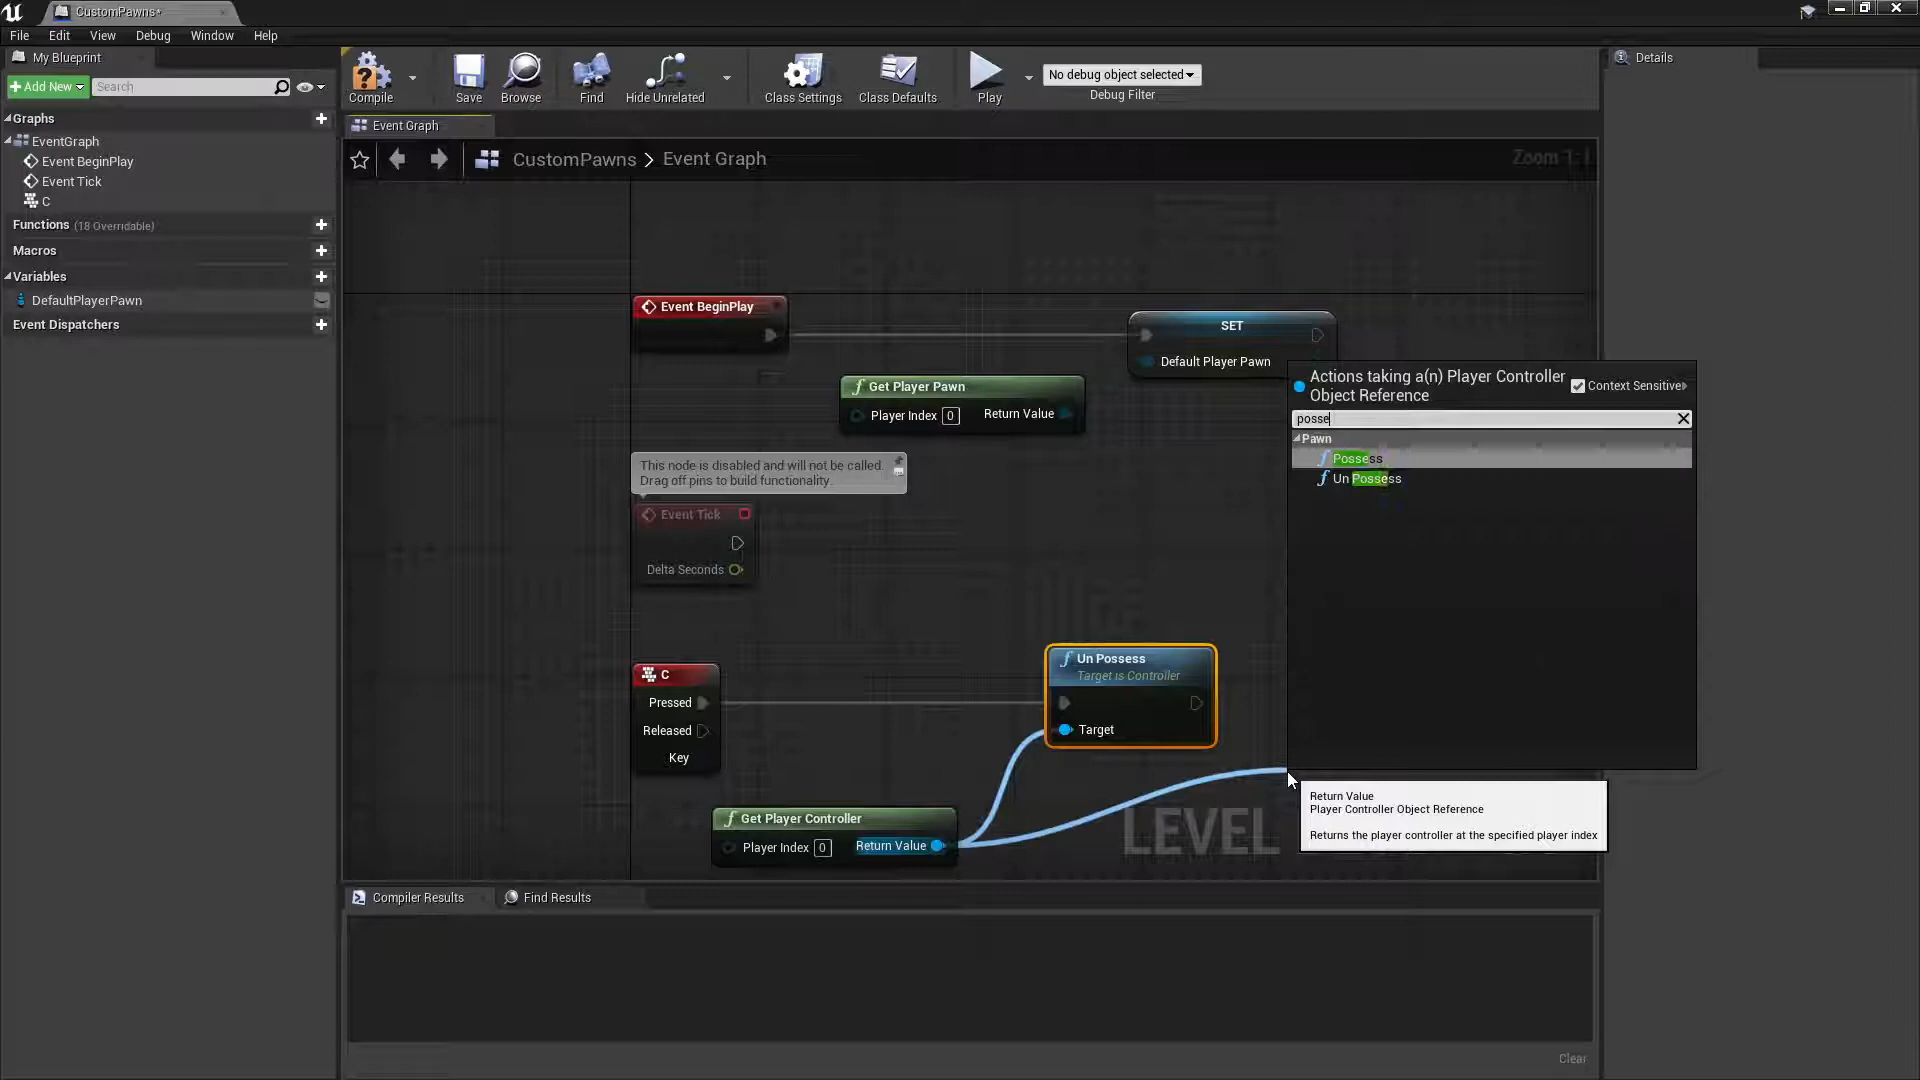 CustomPawns*
File Edit View Debug Window Help
My Blueprint
Add New
Search
Graphs
EventGraph
Event BeginPlay
Event Tick
C
Functions (18 Overridable)
Macros
Variables
DefaultPlayerPawn
Event Dispatchers
Compile
Save
Browse
Find
Hide Unrelated
Class Settings
Class Defaults
Play
No debug object selected
Debug Filter
Details
Event Graph
CustomPawns > Event Graph
Zoom 1:1
Event BeginPlay
SET
Default Player Pawn
Get Player Pawn
Player Index 0
Return Value
This node is disabled and will not be called.
Drag off pins to build functionality.
Event Tick
Delta Seconds
C
Pressed
Released
Key
Un Possess
Target is Controller
Target
Get Player Controller
Player Index 0
Return Value
LEVEL
Actions taking a(n) Player Controller
Object Reference
Context Sensitive
posse
Pawn
Possess
Un Possess
Return Value
Player Controller Object Reference
Returns the player controller at the specified player index
Compiler Results
Find Results
Clear